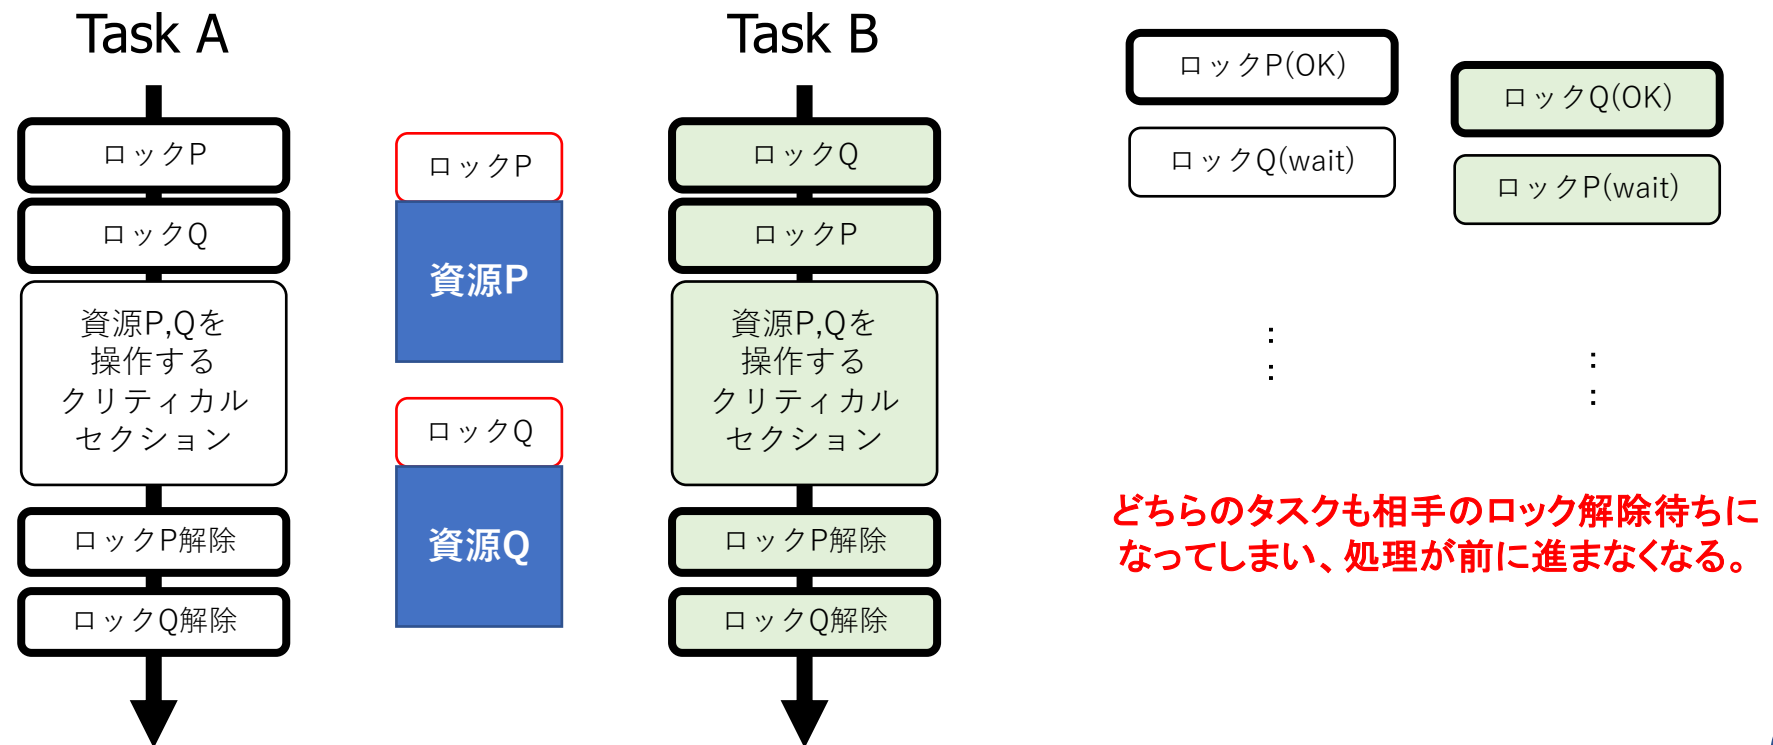 Task A
ロックP
ロックQ
資源P,Qを
操作する
クリティカル
セクション
ロックP解除
ロックQ解除
ロックP
資源P
ロックQ
資源Q
Task B
ロックQ
ロックP
資源P,Qを
操作する
クリティカル
セクション
ロックP解除
ロックQ解除
ロックP(OK)
ロックQ(wait)
：
：
ロックQ(OK)
ロックP(wait)
：
：
どちらのタスクも相手のロック解除待ちに
なってしまい、処理が前に進まなくなる。